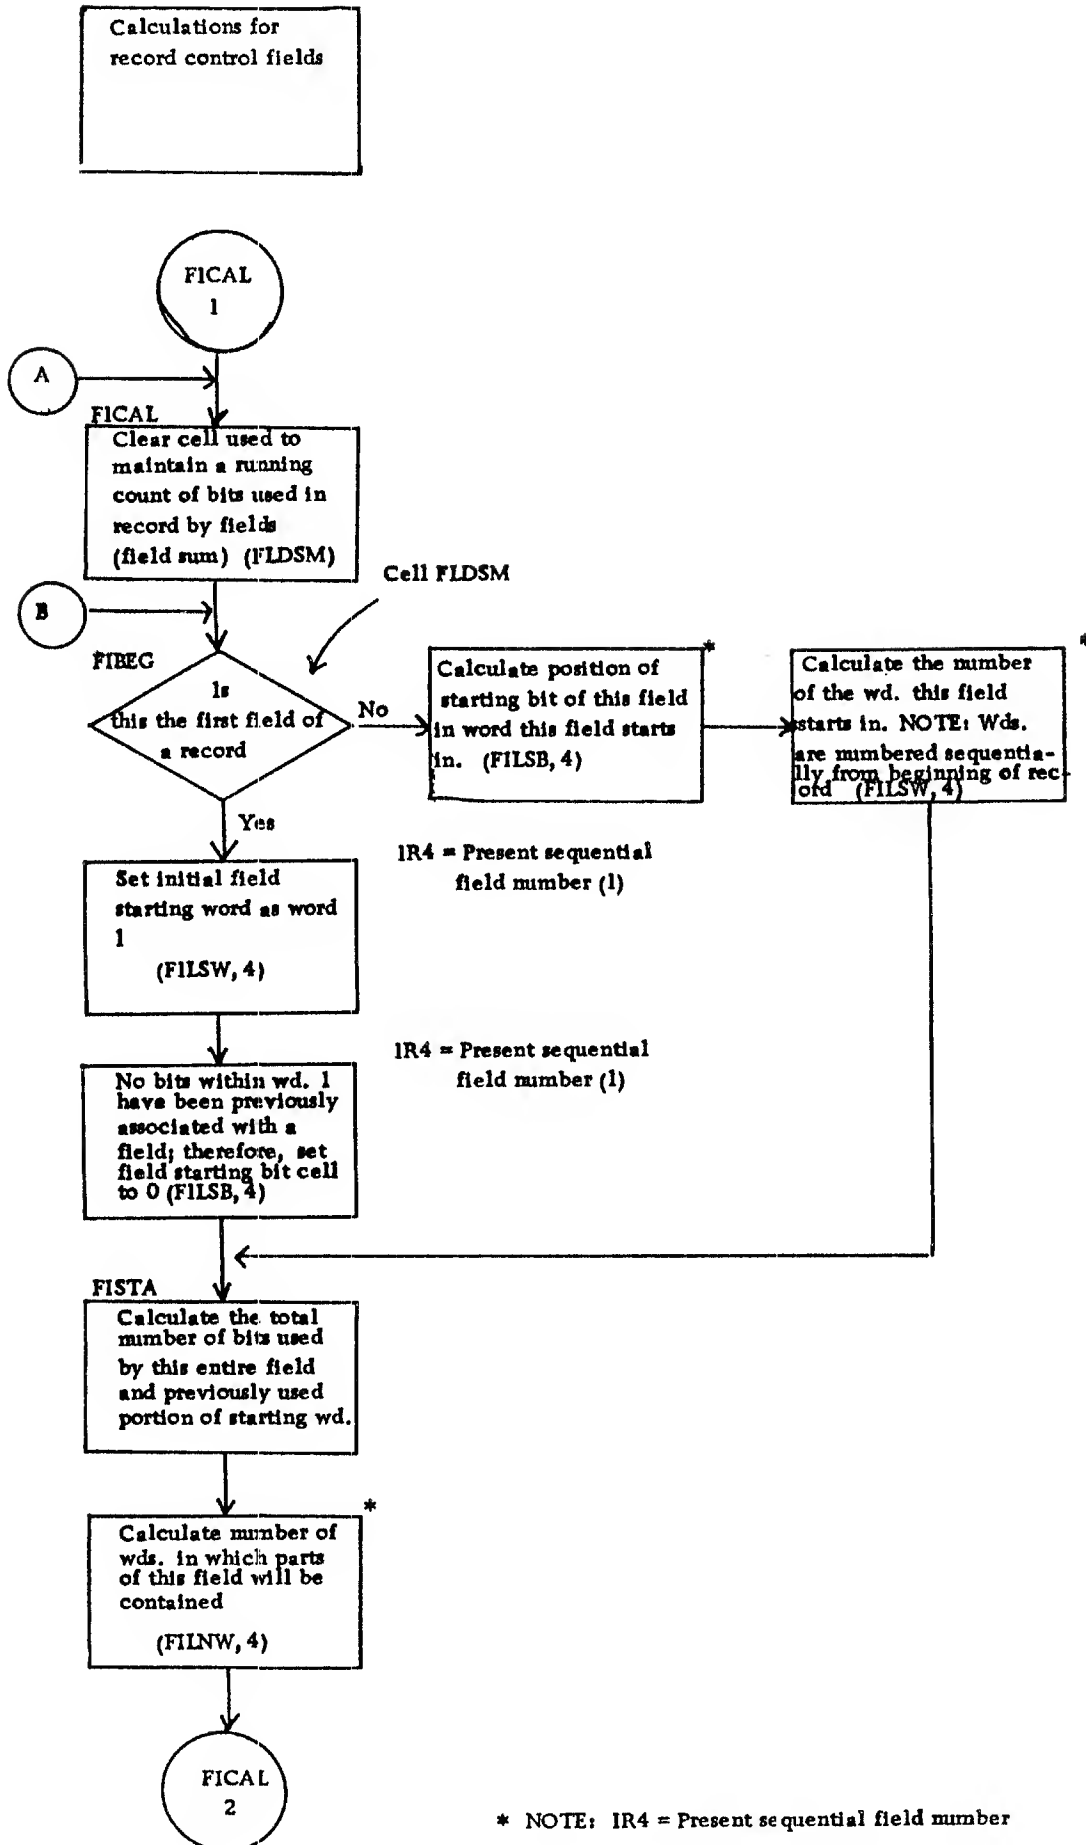 Calculations for
record control fields
FICAL
1
A
FICAL
Clear cell used to
maintain a running
count of bits used in
record by fields
(field sum) (FLDSM)
Cell FLDSM
B
FIBEG
Is
this the first field of
a record
No
Yes
*
Calculate position of
starting bit of this field
in word this field starts
in. (FILSB, 4)
*
Calculate the number
of the wd. this field
starts in. NOTE: Wds.
are numbered sequentia-
lly from beginning of rec-
ord (FILSW, 4)
IR4 = Present sequential
field number (1)
Set initial field
starting word as word
1
(FILSW, 4)
IR4 = Present sequential
field number (1)
No bits within wd. 1
have been previously
associated with a
field; therefore, set
field starting bit cell
to 0 (FILSB, 4)
FISTA
Calculate the total
number of bits used
by this entire field
and previously used
portion of starting wd.
*
Calculate number of
wds. in which parts
of this field will be
contained
(FILNW, 4)
FICAL
2
* NOTE: IR4 = Present sequential field number